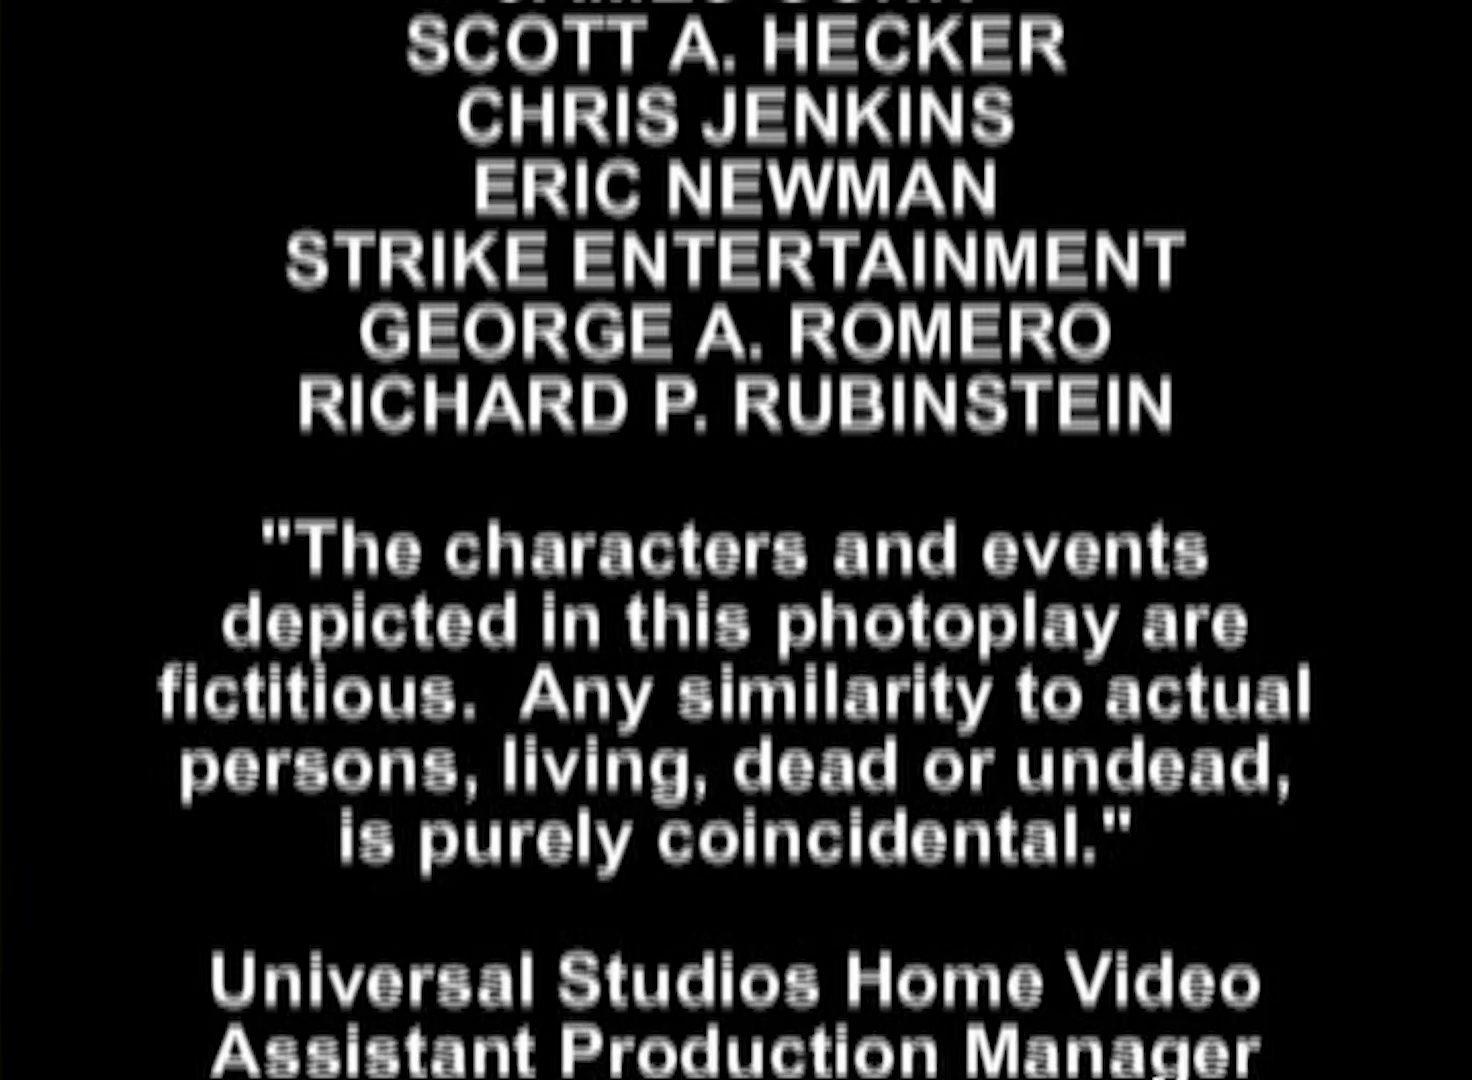 SCOTT A. HECKER
CHRIS JENKINS
ERIC NEWMAN
STRIKE ENTERTAINMENT
GEORGE A. ROMERO
RICHARD P. RUBINSTEIN
"The characters and events
depicted in this photoplay are
fictitious.  Any similarity to actual
persons, living, dead or undead,
is purely coincidental."
Universal Studios Home Video
Assistant Production Manager